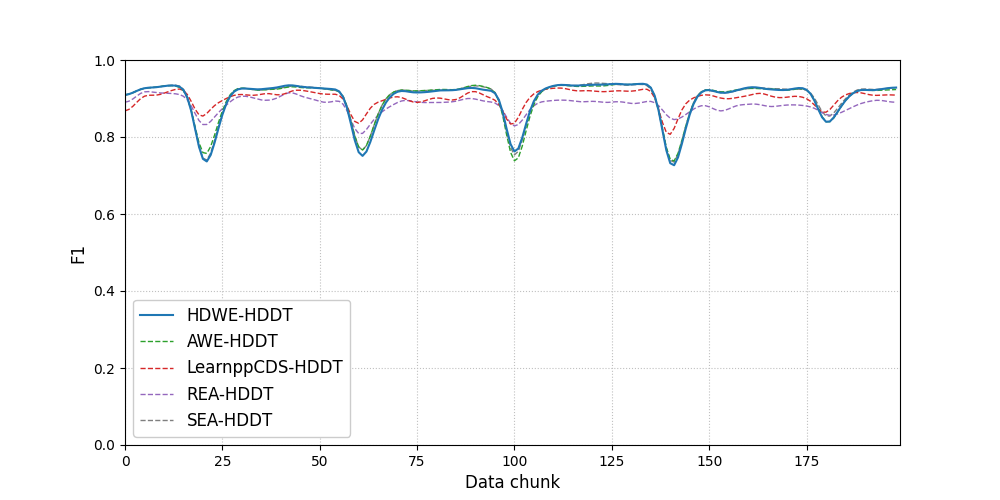 1.0
0.8
0.6
0.4
0.2
0.0
F1
HDWE-HDDT
AWE-HDDT
LearnppCDS-HDDT
REA-HDDT
SEA-HDDT
0 25 50 75 100 125 150 175
Data chunk